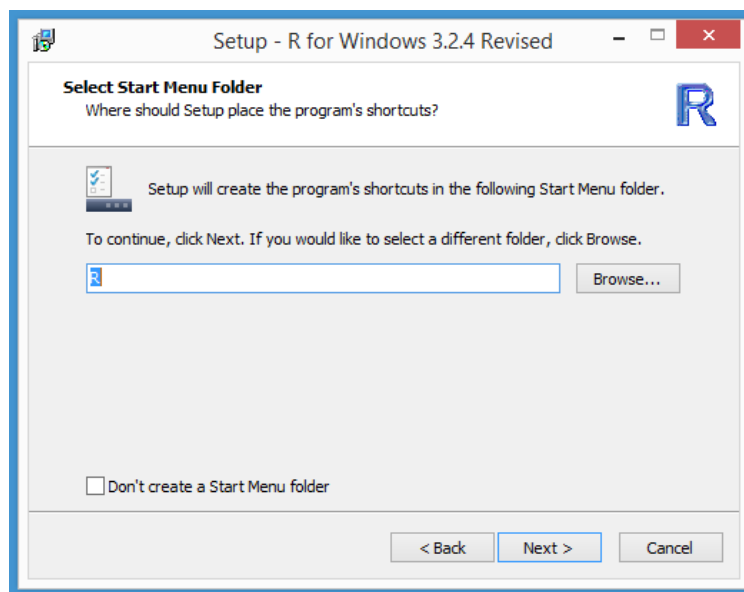 Setup - R for Windows 3.2.4 Revised
Select Start Menu Folder
Where should Setup place the program's shortcuts?
R
Setup will create the program's shortcuts in the following Start Menu folder.
To continue, click Next. If you would like to select a different folder, click Browse.
R
Browse...
Don't create a Start Menu folder
< Back
Next >
Cancel